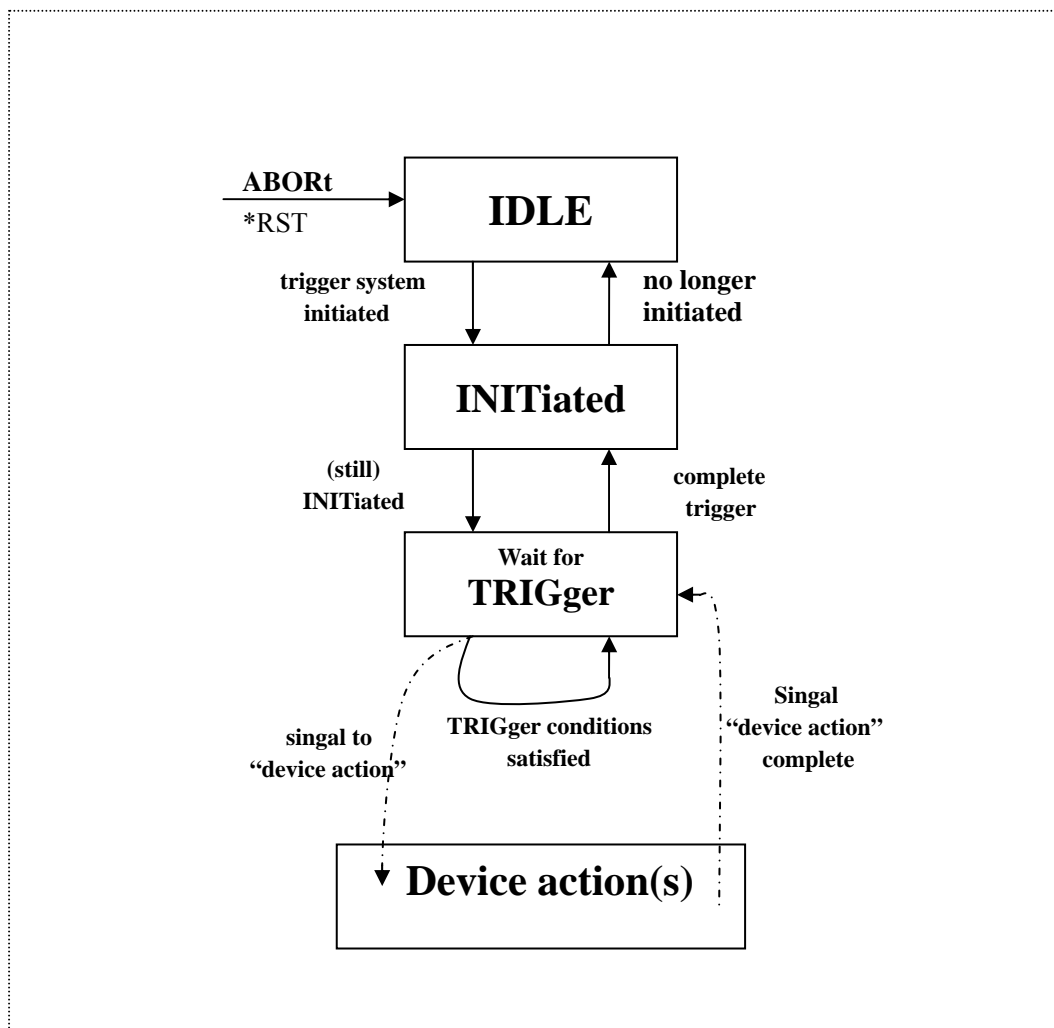 ABORt
*RST
IDLE
trigger system
initiated
no longer
initiated
INITiated
(still)
INITiated
complete
trigger
Wait for
TRIGger
singal to
“device action”
TRIGger conditions
satisfied
Singal
“device action”
complete
Device action(s)